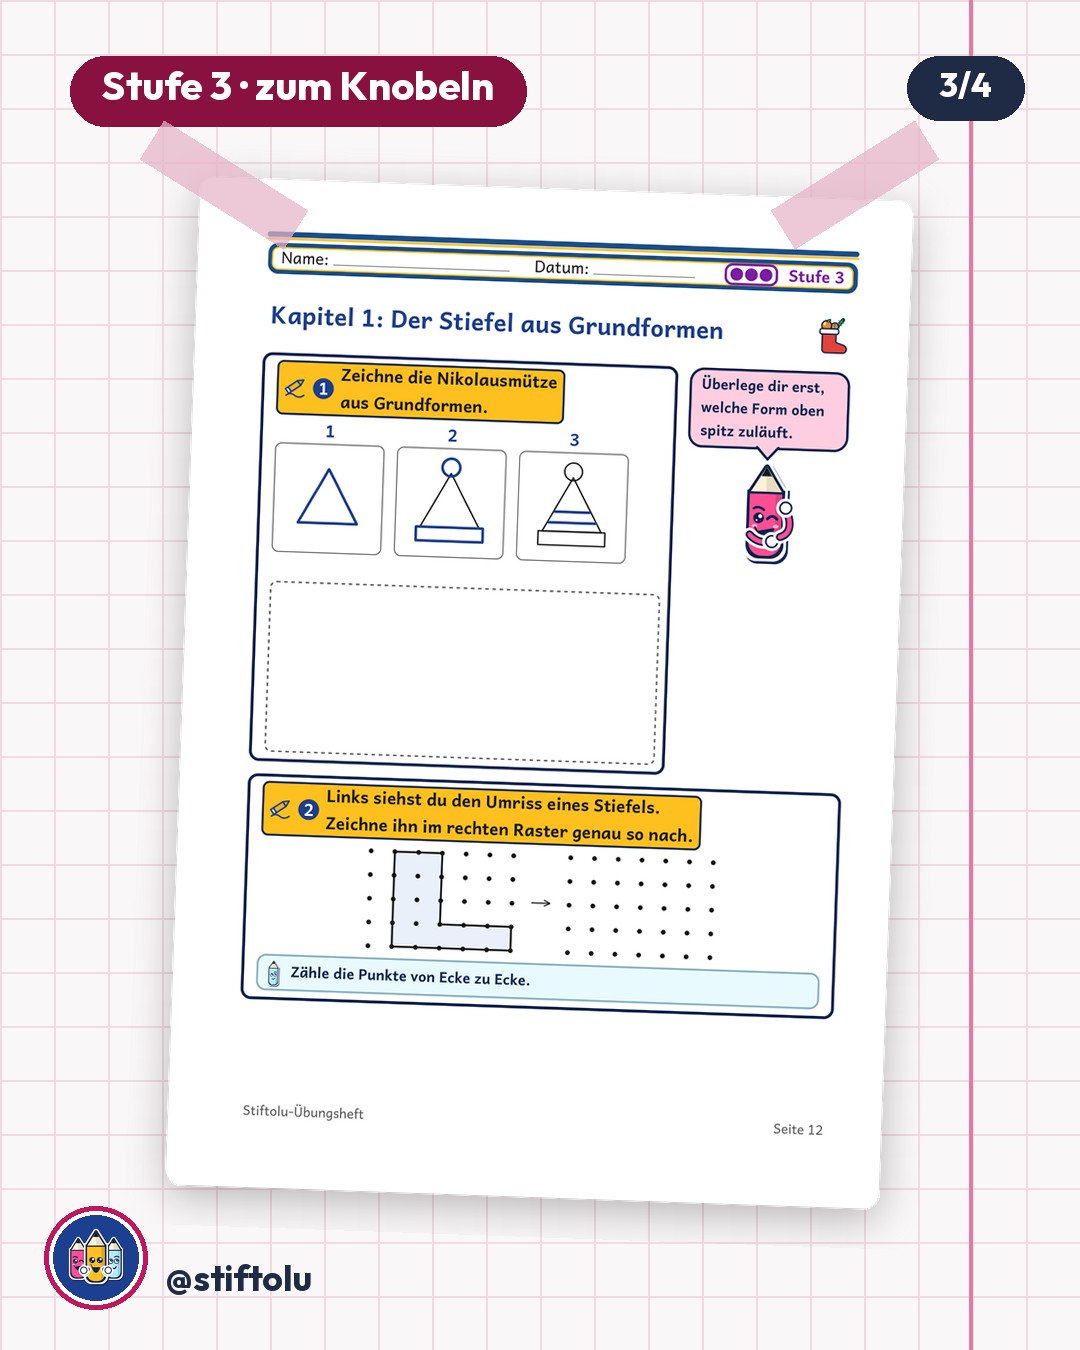 Stufe 3 · zum Knobeln
3/4
Name:
Datum:
Stufe 3
Kapitel 1: Der Stiefel aus Grundformen
1
Zeichne die Nikolausmütze
aus Grundformen.
1
2
3
Überlege dir erst,
welche Form oben
spitz zuläuft.
2
Links siehst du den Umriss eines Stiefels.
Zeichne ihn im rechten Raster genau so nach.
Zähle die Punkte von Ecke zu Ecke.
Stiftolu-Übungsheft
Seite 12
@stiftolu